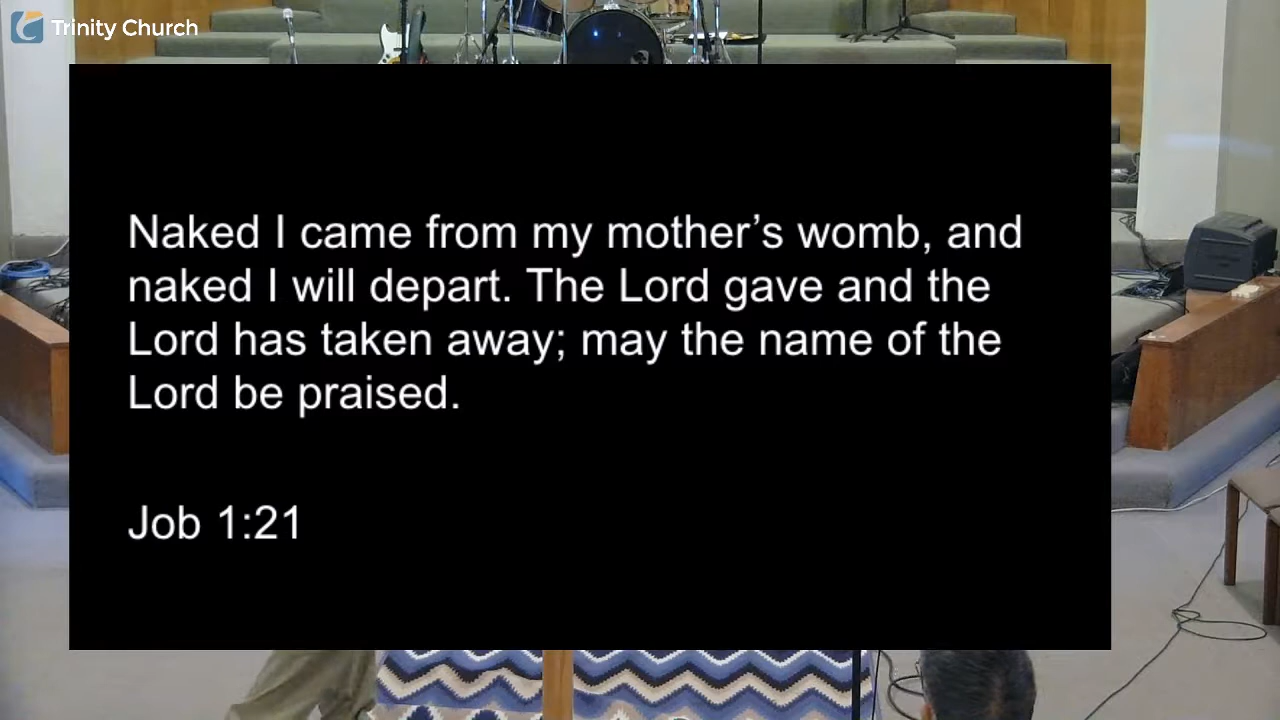 Trinity Church
Naked I came from my mother’s womb, and
naked I will depart. The Lord gave and the
Lord has taken away; may the name of the
Lord be praised.
Job 1:21